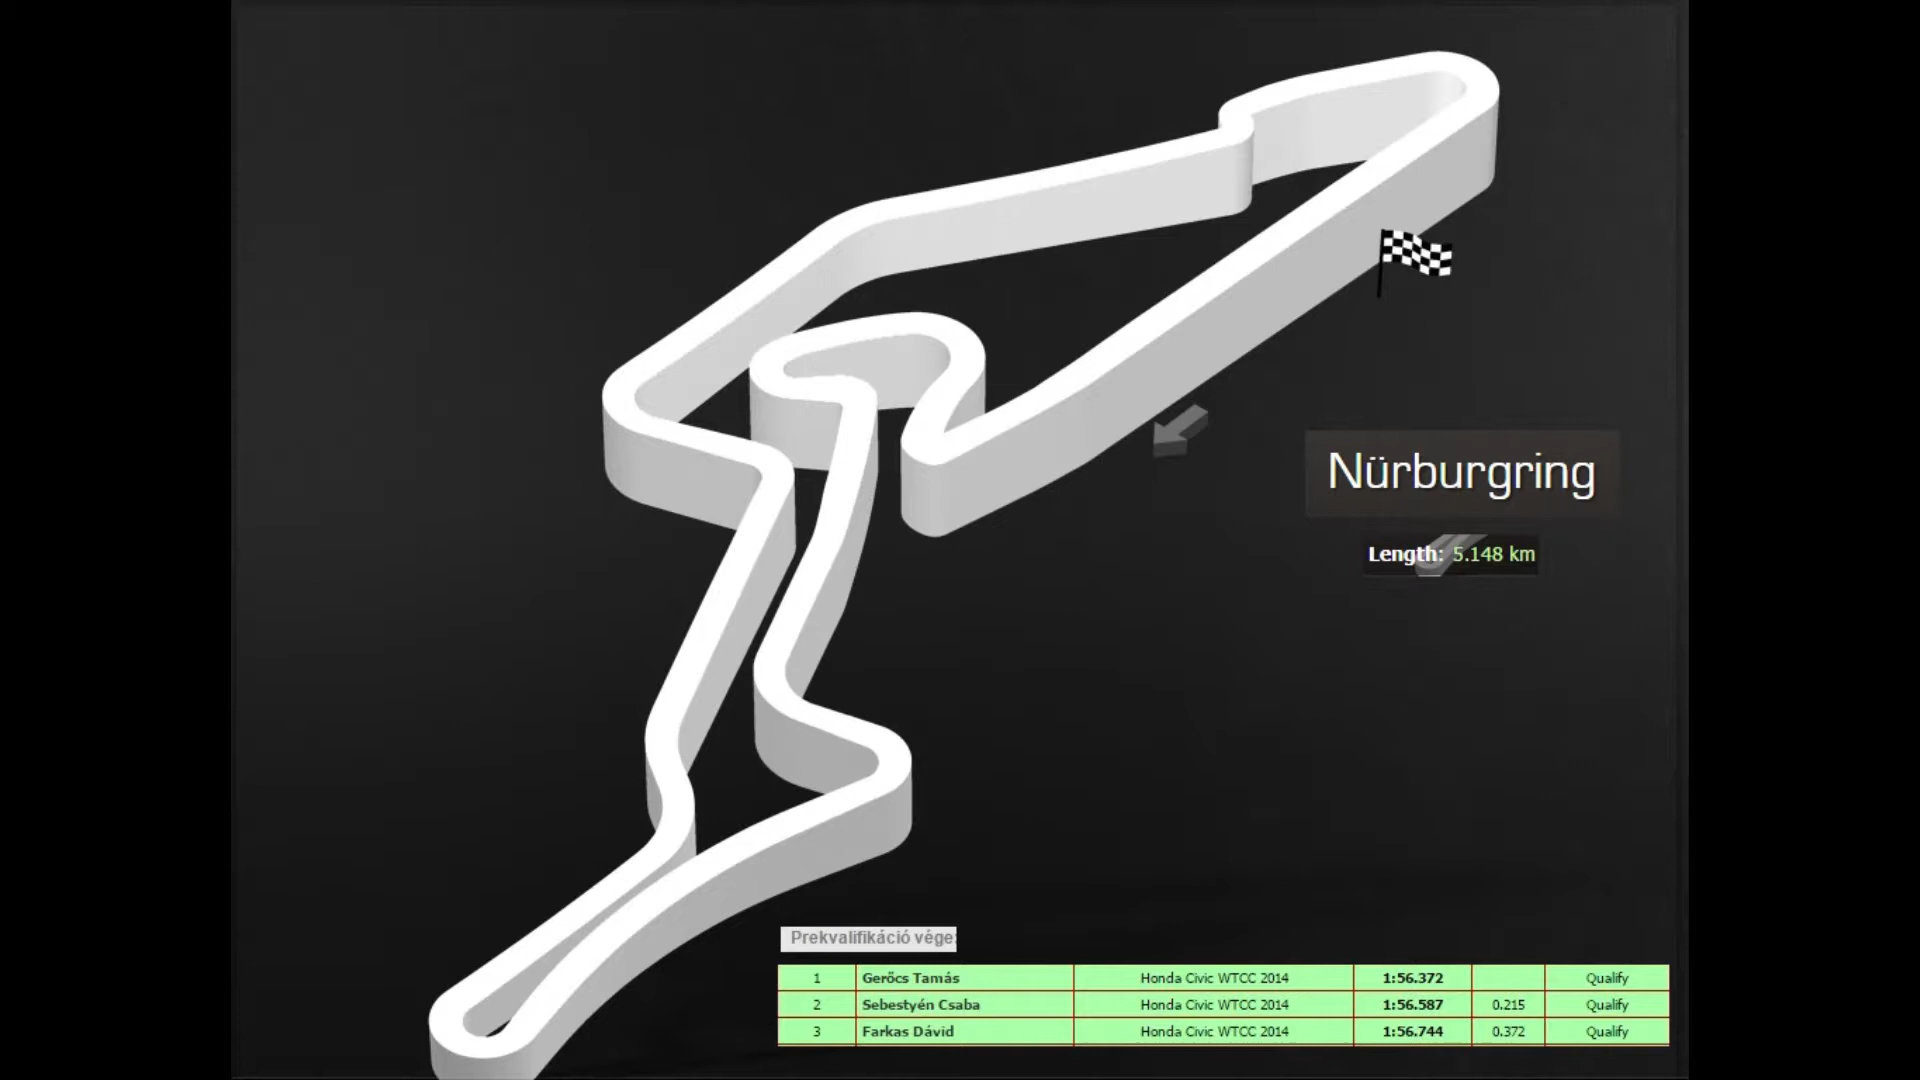 Nürburgring
Length: 5.148 km
Prekvalifikáció vége:
1 Gerőcs Tamás Honda Civic WTCC 2014 1:56.372 Qualify
2 Sebestyén Csaba Honda Civic WTCC 2014 1:56.587 0.215 Qualify
3 Farkas Dávid Honda Civic WTCC 2014 1:56.744 0.372 Qualify